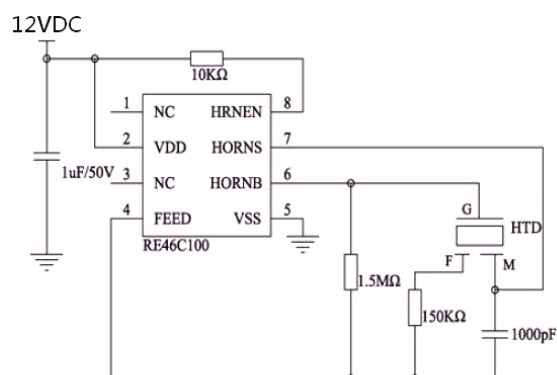 12VDC
10KΩ
1 NC HRNEN 8
2 VDD HORNS 7
1uF/50V
3 NC HORNB 6
4 FEED VSS 5
RE46C100
G
HTD
F M
1.5MΩ
150KΩ
1000pF